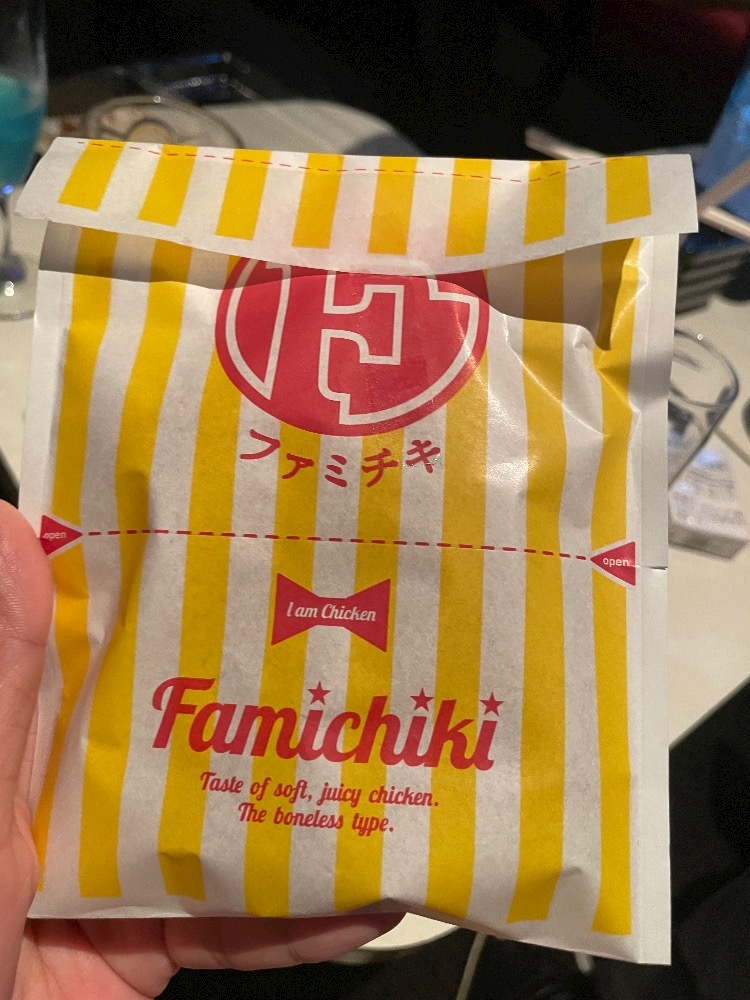 F
ファミチキ
open
open
I am Chicken
Famichiki
Taste of soft, juicy chicken.
The boneless type.